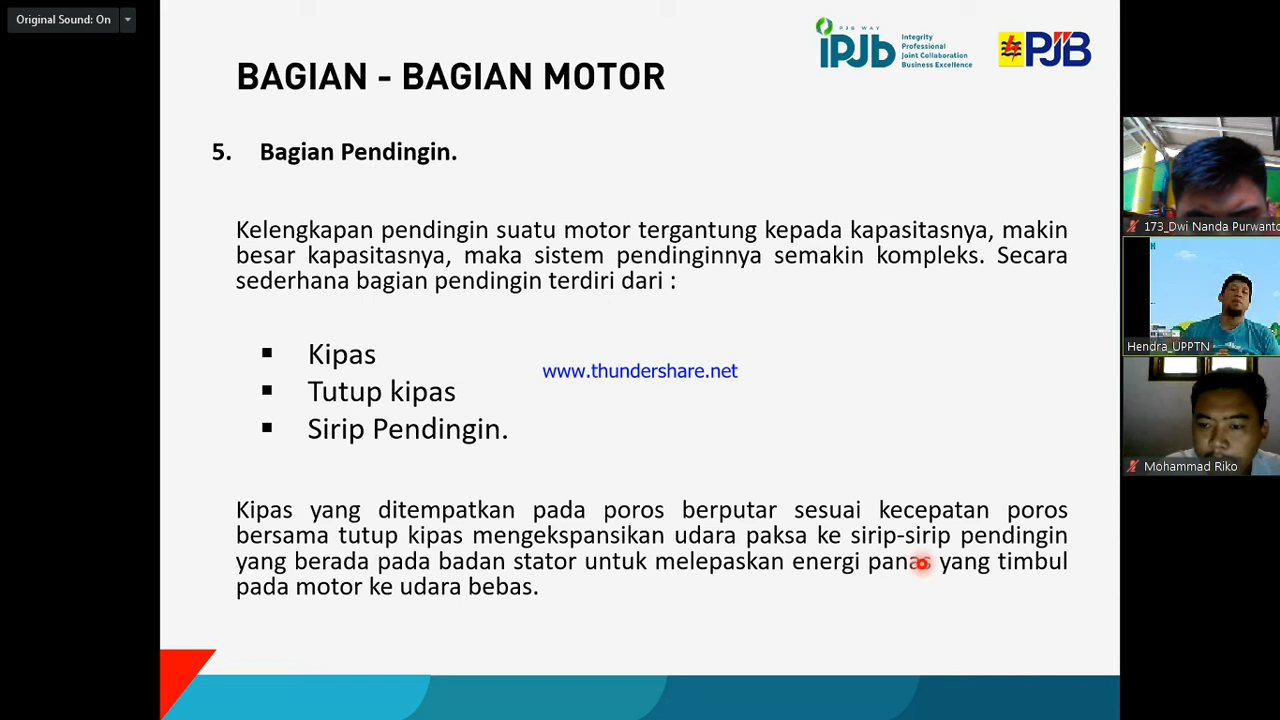 Original Sound: On
PJB WAY
iPJb
Integrity
Professional
Joint Collaboration
Business Excellence
PJB
BAGIAN - BAGIAN MOTOR
5. Bagian Pendingin.
Kelengkapan pendingin suatu motor tergantung kepada kapasitasnya, makin
besar kapasitasnya, maka sistem pendinginnya semakin kompleks. Secara
sederhana bagian pendingin terdiri dari :
▪ Kipas
▪ Tutup kipas
▪ Sirip Pendingin.
www.thundershare.net
Kipas yang ditempatkan pada poros berputar sesuai kecepatan poros
bersama tutup kipas mengekspansikan udara paksa ke sirip-sirip pendingin
yang berada pada badan stator untuk melepaskan energi panas yang timbul
pada motor ke udara bebas.
173_Dwi Nanda Purwanto
Hendra_UPPTN
Mohammad Riko